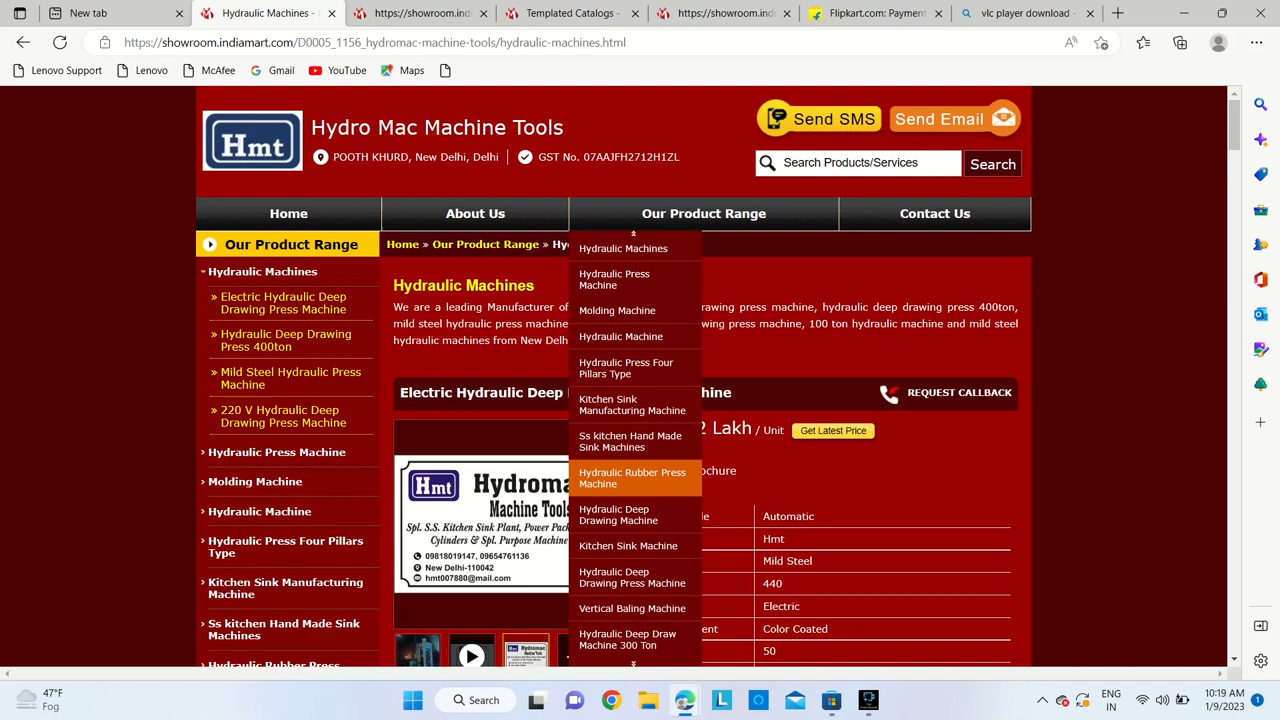 New tab
Hydraulic Machines -
https://showroom.indi
Templated Catalogs -
https://showroom.indi
Flipkart.com: Paymen
vlc player download -
https://showroom.indiamart.com/D0005_1156_hydromac-machine-tools/hydraulic-machines.html
Lenovo Support
Lenovo
McAfee
Gmail
YouTube
Maps
Hmt
Hydro Mac Machine Tools
POOTH KHURD, New Delhi, Delhi
GST No. 07AAJFH2712H1ZL
Send SMS
Send Email
Search Products/Services
Search
Home
About Us
Our Product Range
Contact Us
Our Product Range
Hydraulic Machines
» Electric Hydraulic Deep
Drawing Press Machine
» Hydraulic Deep Drawing
Press 400ton
» Mild Steel Hydraulic Press
Machine
» 220 V Hydraulic Deep
Drawing Press Machine
Hydraulic Press Machine
Molding Machine
Hydraulic Machine
Hydraulic Press Four Pillars
Type
Kitchen Sink Manufacturing
Machine
Ss kitchen Hand Made Sink
Machines
Hydraulic Rubber Press
Home » Our Product Range » Hy
Hydraulic Machines
We are a leading Manufacturer of
rawing press machine, hydraulic deep drawing press 400ton,
mild steel hydraulic press machine
wing press machine, 100 ton hydraulic machine and mild steel
hydraulic machines from New Delh
Electric Hydraulic Deep
hine
REQUEST CALLBACK
Hydraulic Machines
Hydraulic Press
Machine
Molding Machine
Hydraulic Machine
Hydraulic Press Four
Pillars Type
Kitchen Sink
Manufacturing Machine
Ss kitchen Hand Made
Sink Machines
Hydraulic Rubber Press
Machine
Hydraulic Deep
Drawing Machine
Kitchen Sink Machine
Hydraulic Deep
Drawing Press Machine
Vertical Baling Machine
Hydraulic Deep Draw
Machine 300 Ton
2 Lakh / Unit
Get Latest Price
ochure
le
Automatic
Hmt
Mild Steel
440
Electric
ent
Color Coated
50
Hmt
Hydrom
Machine Tool
Spl. S.S. Kitchen Sink Plant, Power Pack
Cylinders & Spl. Purpose Machine
09818019147, 09654761136
New Delhi-110042
hmt007880@mail.com
47°F
Fog
Search
ENG
IN
10:19 AM
1/9/2023
1